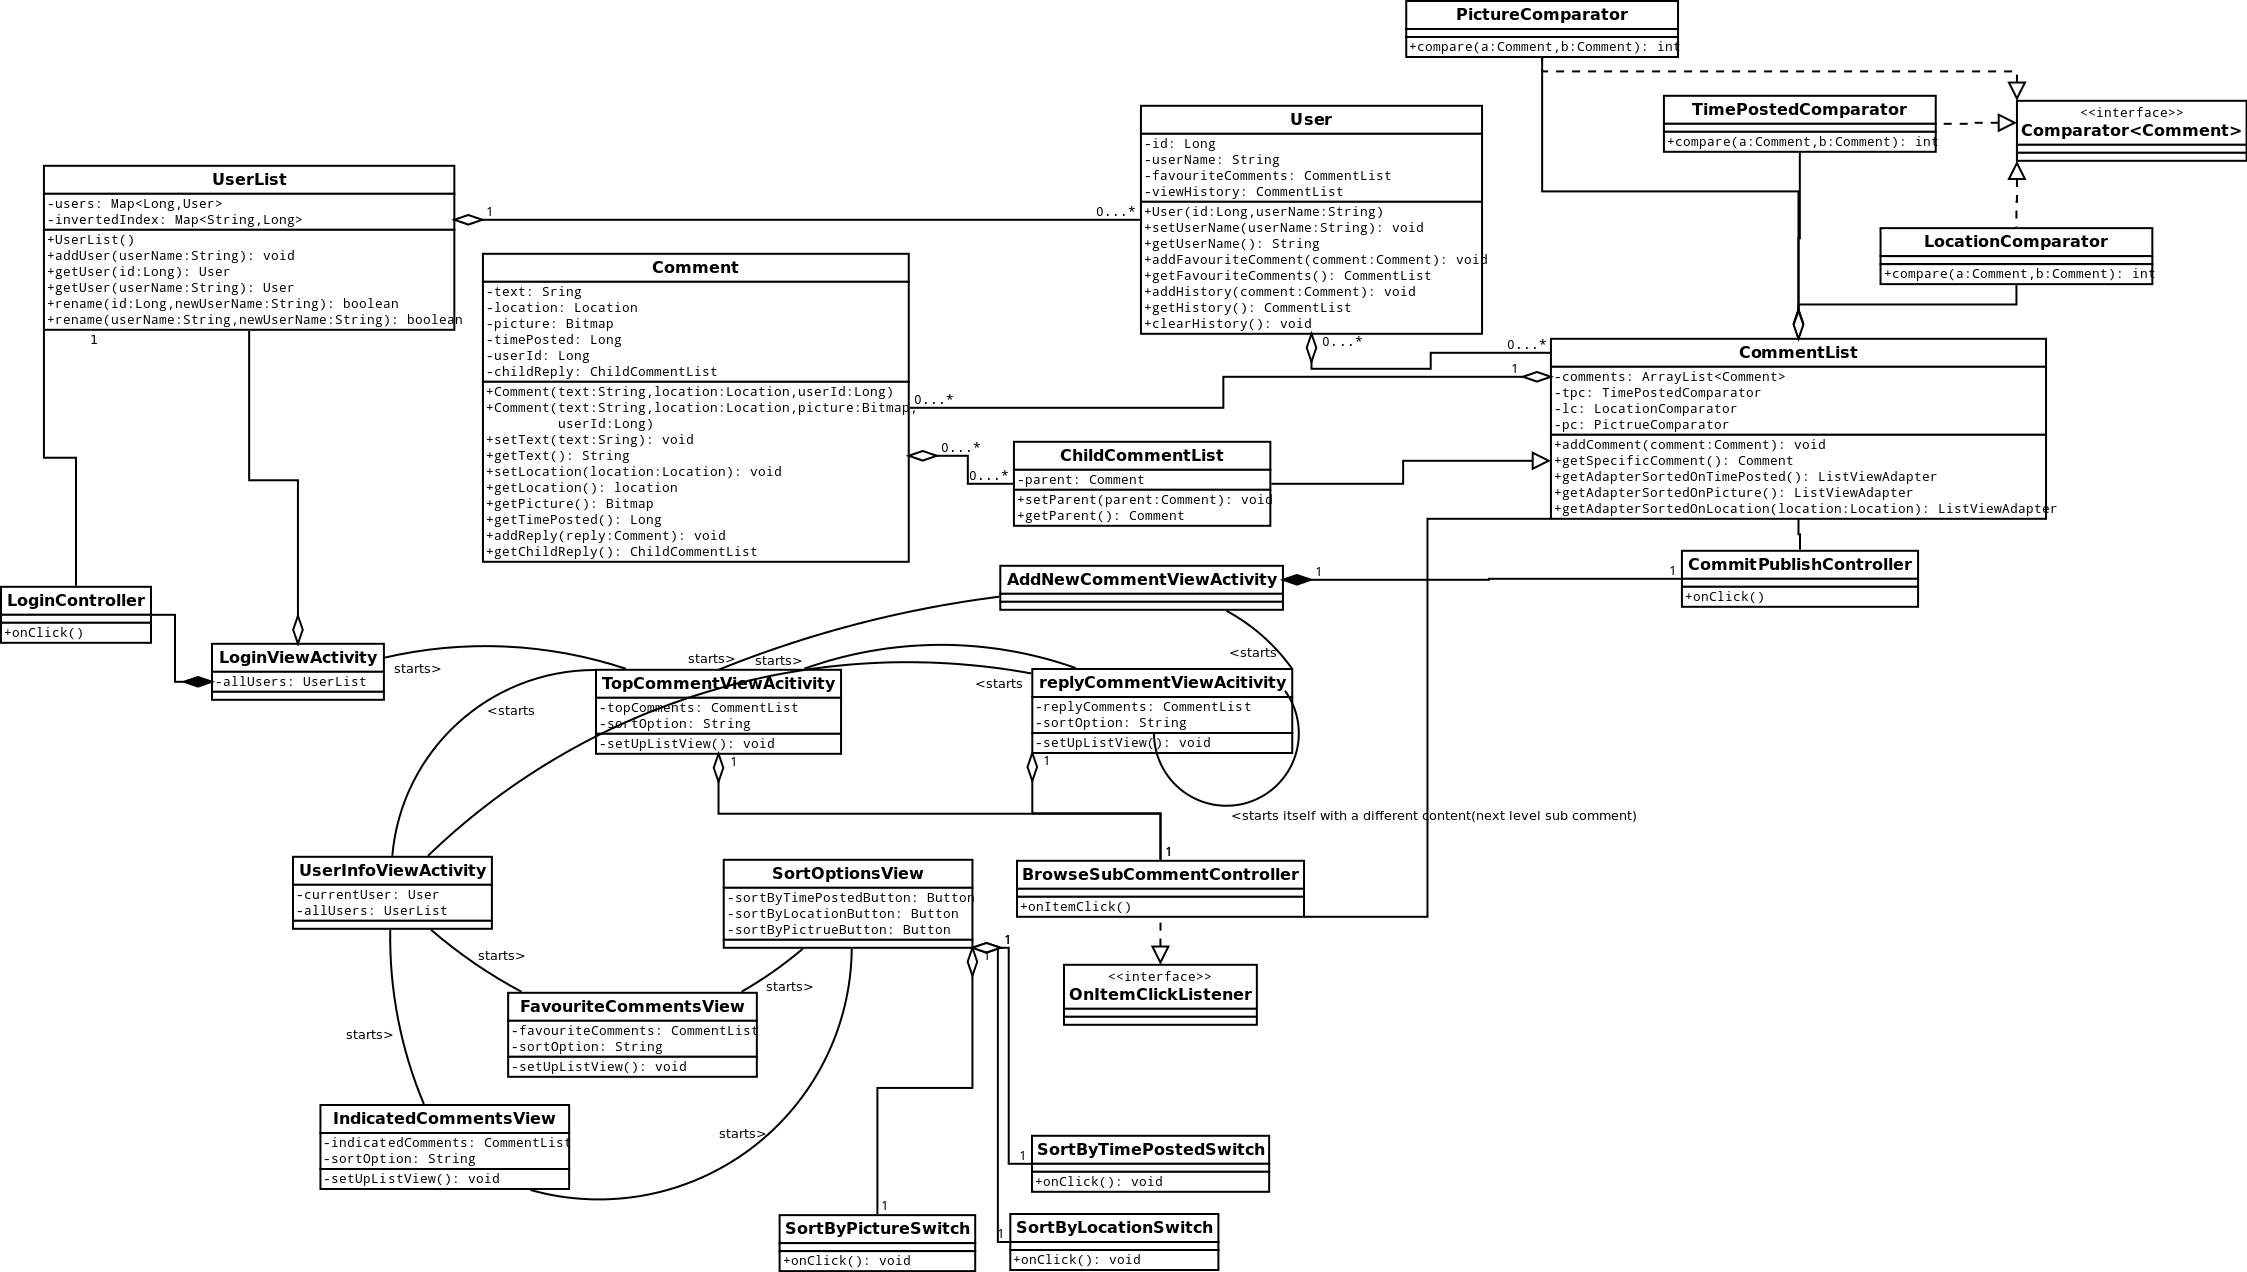 PictureComparator
+compare(a:Comment,b:Comment): int
TimePostedComparator
+compare(a:Comment,b:Comment): int
<<interface>>
Comparator<Comment>
LocationComparator
+compare(a:Comment,b:Comment): int
User
-id: Long
-userName: String
-favouriteComments: CommentList
-viewHistory: CommentList
+User(id:Long,userName:String)
+setUserName(userName:String): void
+getUserName(): String
+addFavouriteComment(comment:Comment): void
+getFavouriteComments(): CommentList
+addHistory(comment:Comment): void
+getHistory(): CommentList
+clearHistory(): void
UserList
-users: Map<Long,User>
-invertedIndex: Map<String,Long>
+UserList()
+addUser(userName:String): void
+getUser(id:Long): User
+getUser(userName:String): User
+rename(id:Long,newUserName:String): boolean
+rename(userName:String,newUserName:String): boolean
1
1
0...*
Comment
-text: Sring
-location: Location
-picture: Bitmap
-timePosted: Long
-userId: Long
-childReply: ChildCommentList
+Comment(text:String,location:Location,userId:Long)
+Comment(text:String,location:Location,picture:Bitmap,
userId:Long)
+setText(text:Sring): void
+getText(): String
+setLocation(location:Location): void
+getLocation(): location
+getPicture(): Bitmap
+getTimePosted(): Long
+addReply(reply:Comment): void
+getChildReply(): ChildCommentList
0...*
0...*
1
0...*
0...*
0...*
ChildCommentList
-parent: Comment
+setParent(parent:Comment): void
+getParent(): Comment
CommentList
-comments: ArrayList<Comment>
-tpc: TimePostedComparator
-lc: LocationComparator
-pc: PictrueComparator
+addComment(comment:Comment): void
+getSpecificComment(): Comment
+getAdapterSortedOnTimePosted(): ListViewAdapter
+getAdapterSortedOnPicture(): ListViewAdapter
+getAdapterSortedOnLocation(location:Location): ListViewAdapter
AddNewCommentViewActivity
1
1
CommitPublishController
+onClick()
LoginController
+onClick()
LoginViewActivity
-allUsers: UserList
starts>
starts>
starts>
<starts
<starts
<starts
TopCommentViewAcitivity
-topComments: CommentList
-sortOption: String
-setUpListView(): void
1
replyCommentViewAcitivity
-replyComments: CommentList
-sortOption: String
-setUpListView(): void
1
<starts itself with a different content(next level sub comment)
1
UserInfoViewActivity
-currentUser: User
-allUsers: UserList
SortOptionsView
-sortByTimePostedButton: Button
-sortByLocationButton: Button
-sortByPictrueButton: Button
BrowseSubCommentController
+onItemClick()
1
1
<<interface>>
OnItemClickListener
starts>
starts>
FavouriteCommentsView
-favouriteComments: CommentList
-sortOption: String
-setUpListView(): void
starts>
IndicatedCommentsView
-indicatedComments: CommentList
-sortOption: String
-setUpListView(): void
starts>
1
SortByTimePostedSwitch
+onClick(): void
1
SortByPictureSwitch
+onClick(): void
1
SortByLocationSwitch
+onClick(): void